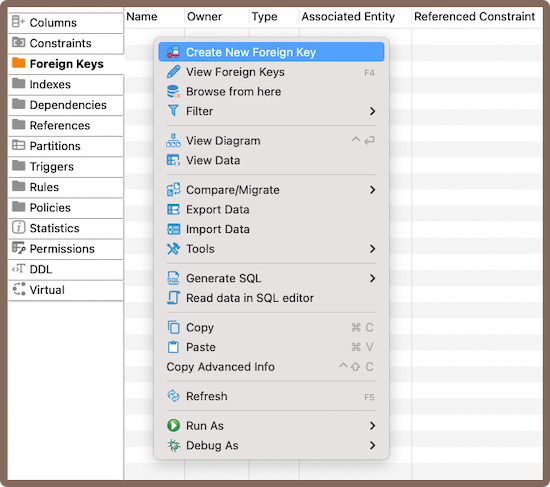 Columns
Constraints
Foreign Keys
Indexes
Dependencies
References
Partitions
Triggers
Rules
Policies
Statistics
Permissions
<T> DDL
Virtual
Name Owner Type Associated Entity Referenced Constraint
Create New Foreign Key
View Foreign Keys F4
Browse from here
Filter
View Diagram ^ ↩
View Data
Compare/Migrate
Export Data
Import Data
Tools
SQL Generate SQL
SQL Read data in SQL editor
Copy ⌘ C
Paste ⌘ V
Copy Advanced Info ^⇧ C
Refresh F5
Run As
Debug As